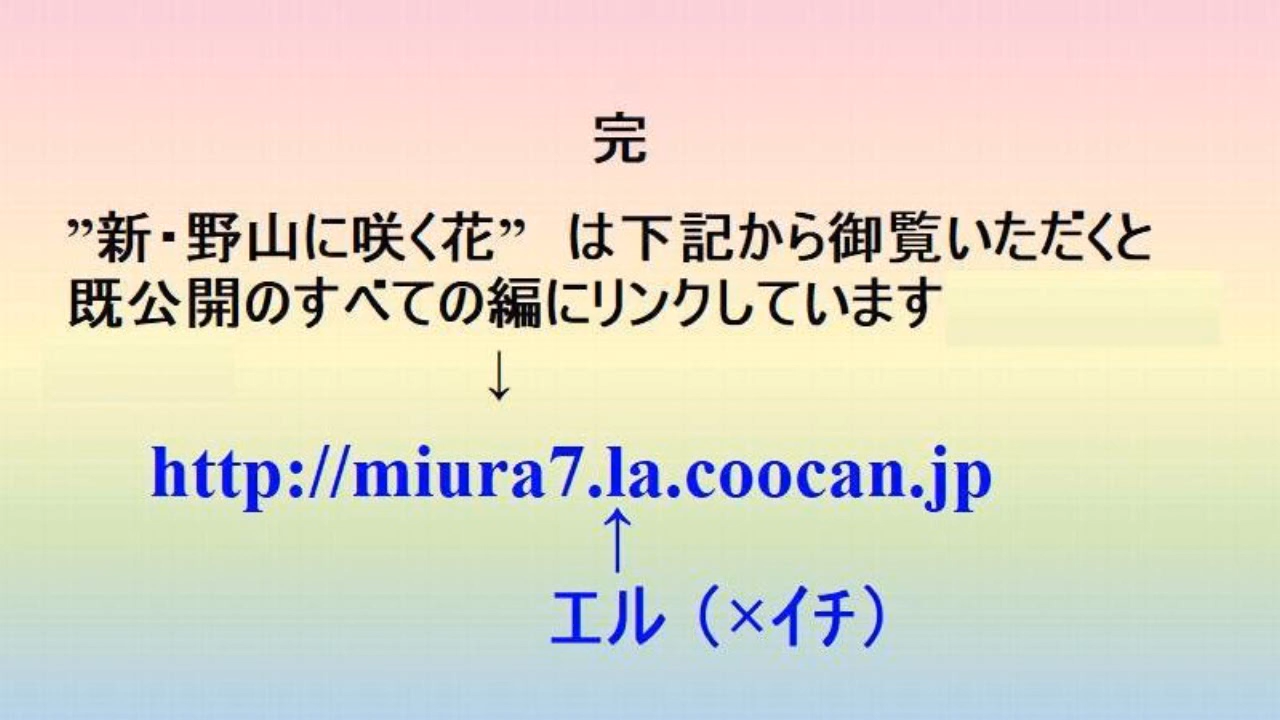 完
”新・野山に咲く花”　は下記から御覧いただくと
既公開のすべての編にリンクしています
↓
http://miura7.la.coocan.jp
↑
エル（×イチ）